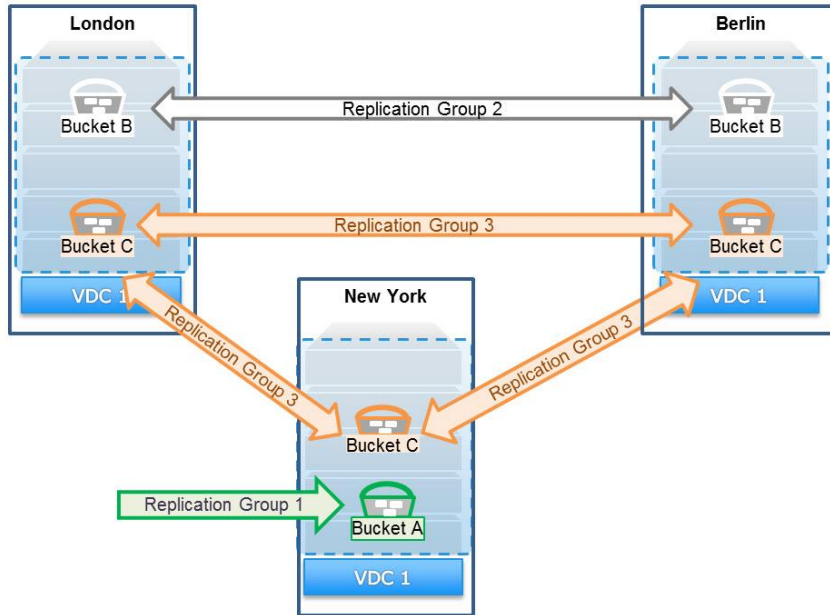 London
Berlin
Bucket B
Replication Group 2
Bucket B
Bucket C
Replication Group 3
Bucket C
VDC 1
VDC 1
New York
Replication Group 3
Replication Group 3
Bucket C
Replication Group 1
Bucket A
VDC 1